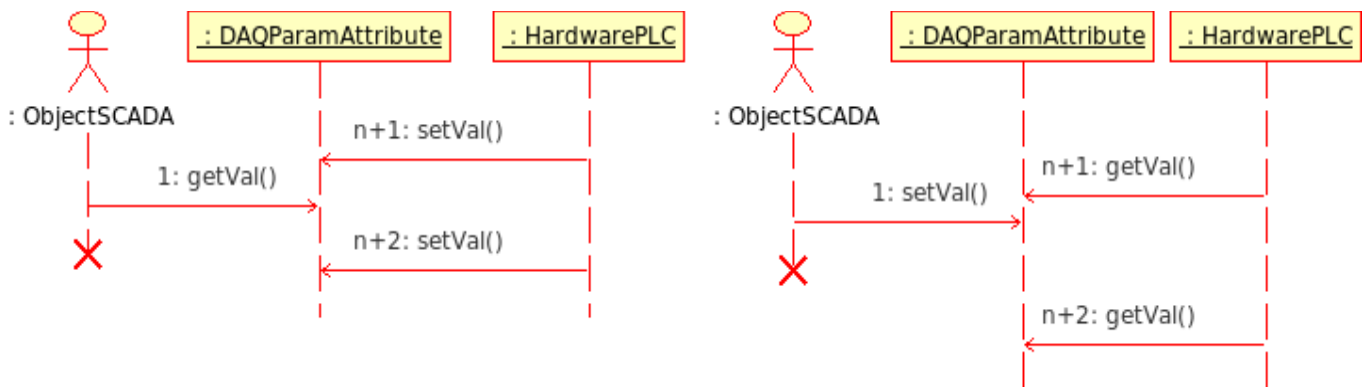 : DAQParamAttribute
: HardwarePLC
: ObjectSCADA
n+1: setVal()
1: getVal()
n+2: setVal()
: DAQParamAttribute
: HardwarePLC
: ObjectSCADA
n+1: getVal()
1: setVal()
n+2: getVal()